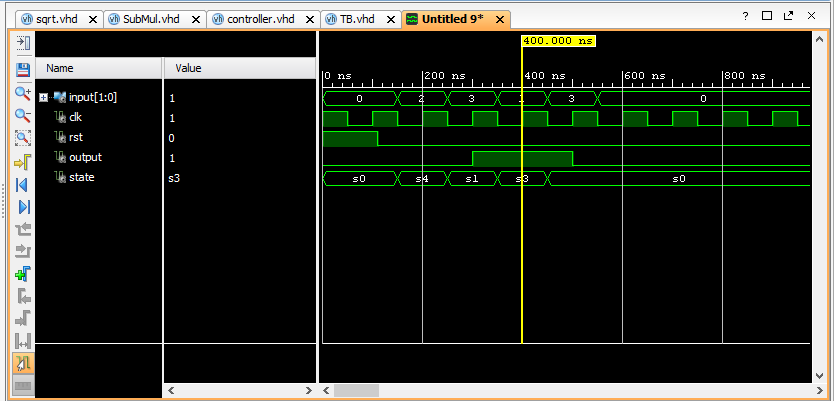 sqrt.vhd SubMul.vhd controller.vhd TB.vhd Untitled 9*
400.000 ns
Name Value
0 ns 200 ns 400 ns 600 ns 800 ns
input[1:0] 1 0 2 3 1 3 0
clk 1
rst 0
output 1
state s3 s0 s4 s1 s3 s0